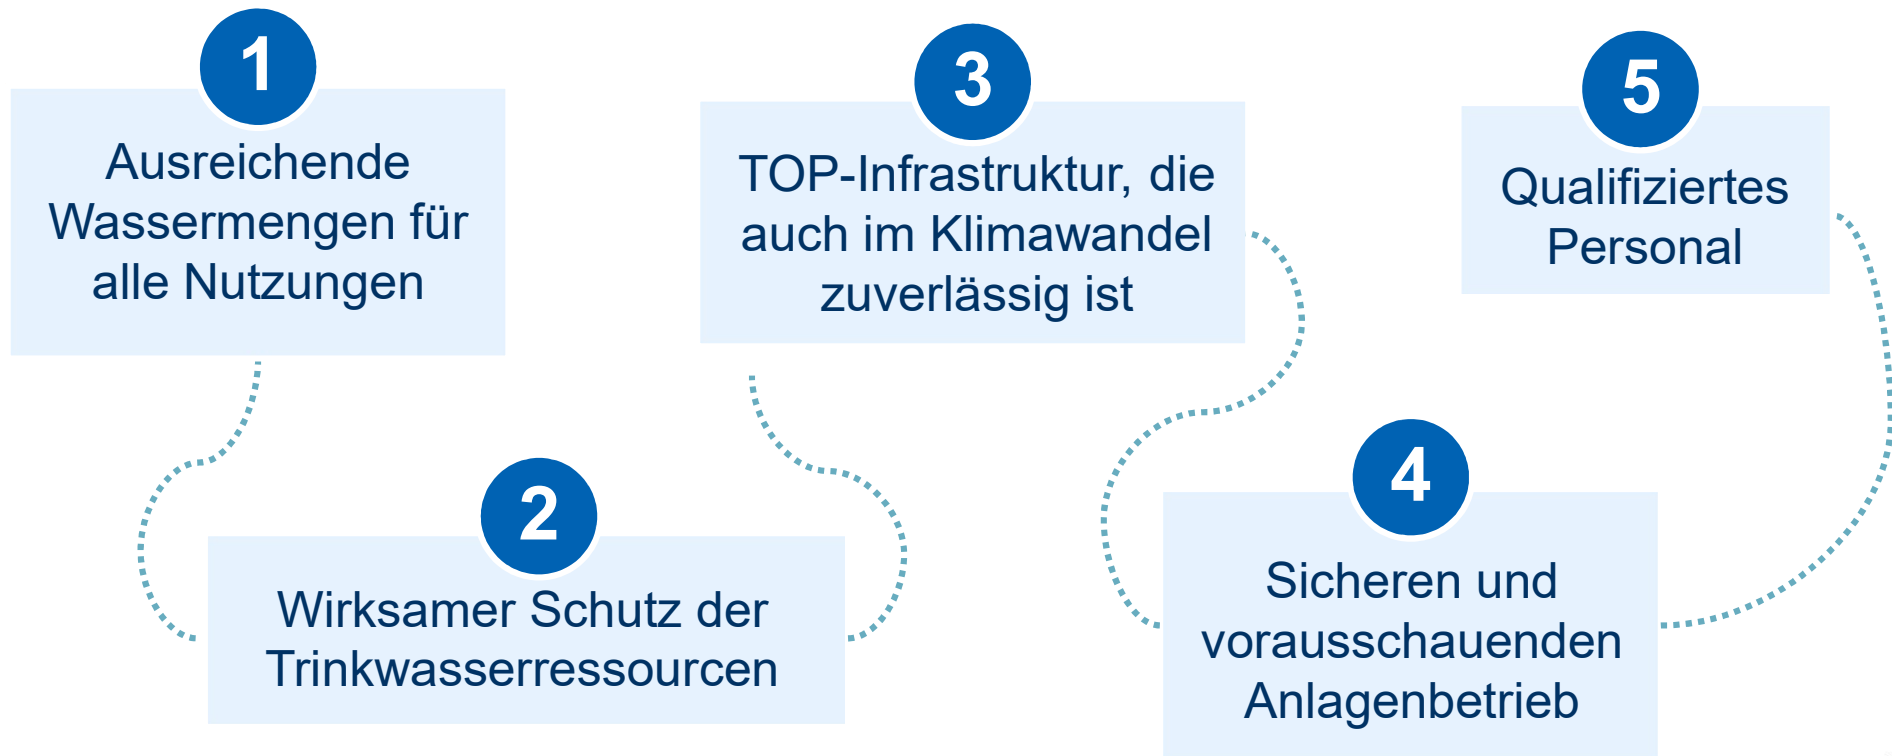 1
Ausreichende
Wassermengen für
alle Nutzungen
2
Wirksamer Schutz der
Trinkwasserressourcen
3
TOP-Infrastruktur, die
auch im Klimawandel
zuverlässig ist
4
Sicheren und
vorausschauenden
Anlagenbetrieb
5
Qualifiziertes
Personal